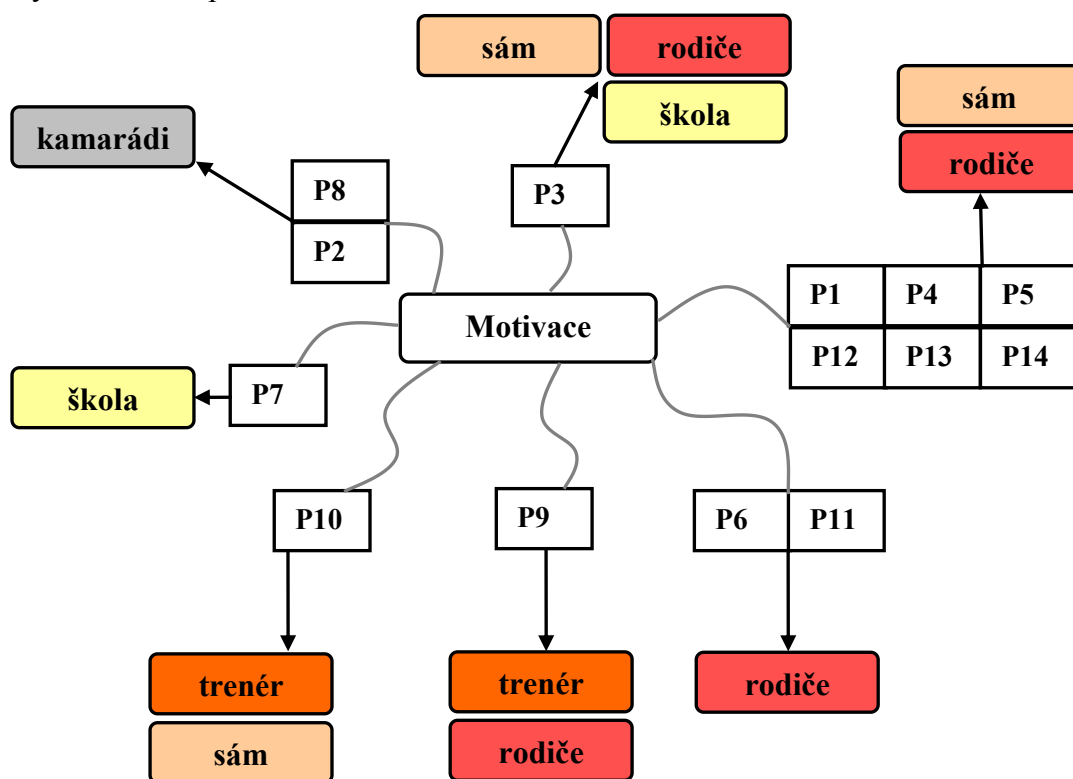 sám
rodiče
škola
sám
rodiče
kamarádi
P8
P2
P3
P1 P4 P5
P12 P13 P14
Motivace
škola
P7
P10
P9
P6 P11
trenér
sám
trenér
rodiče
rodiče